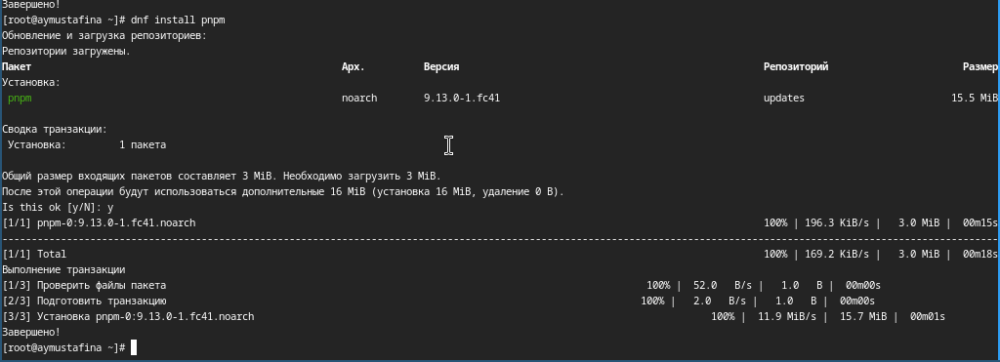 Завершено!
[root@aymustafina ~]# dnf install pnpm
Обновление и загрузка репозиториев:
Репозитории загружены.
Пакет Арх. Версия Репозиторий Размер
Установка:
pnpm noarch 9.13.0-1.fc41 updates 15.5 MiB
Сводка транзакции:
Установка: 1 пакета
Общий размер входящих пакетов составляет 3 MiB. Необходимо загрузить 3 MiB.
После этой операции будут использоваться дополнительные 16 MiB (установка 16 MiB, удаление 0 B).
Is this ok [y/N]: y
[1/1] pnpm-0:9.13.0-1.fc41.noarch 100% | 196.3 KiB/s | 3.0 MiB | 00m15s
--------------------------------------------------------------------------------
[1/1] Total 100% | 169.2 KiB/s | 3.0 MiB | 00m18s
Выполнение транзакции
[1/3] Проверить файлы пакета 100% | 52.0 B/s | 1.0 B | 00m00s
[2/3] Подготовить транзакцию 100% | 2.0 B/s | 1.0 B | 00m00s
[3/3] Установка pnpm-0:9.13.0-1.fc41.noarch 100% | 11.9 MiB/s | 15.7 MiB | 00m01s
Завершено!
[root@aymustafina ~]#